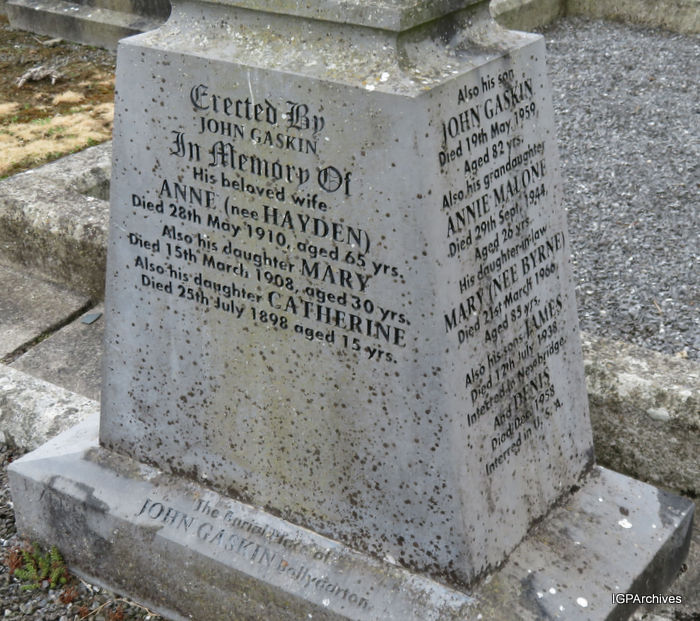 Erected By
JOHN GASKIN
In Memory Of
His beloved wife
ANNE (nee HAYDEN)
Died 28th May 1910, aged 65 yrs.
Also his daughter MARY
Died 15th March 1908, aged 30 yrs.
Also his daughter CATHERINE
Died 25th July 1898 aged 15 yrs.
The Burial Place of
JOHN GASKIN Ballydarton
Also his son
JOHN GASKIN
Died 19th May 1959,
Aged 82 yrs.
Also his grandaughter
ANNIE MALONE
Died 29th Sept. 1944,
Aged 26 yrs.
His daughter-in-law
MARY (NEE BYRNE)
Died 21st March 1966,
Aged 85 yrs.
Also his sons JAMES
Died 12th July, 1938.
Interred in Newbridge.
And DENIS
Died Dec. 1958
Interred in U. S. A.
IGPArchives